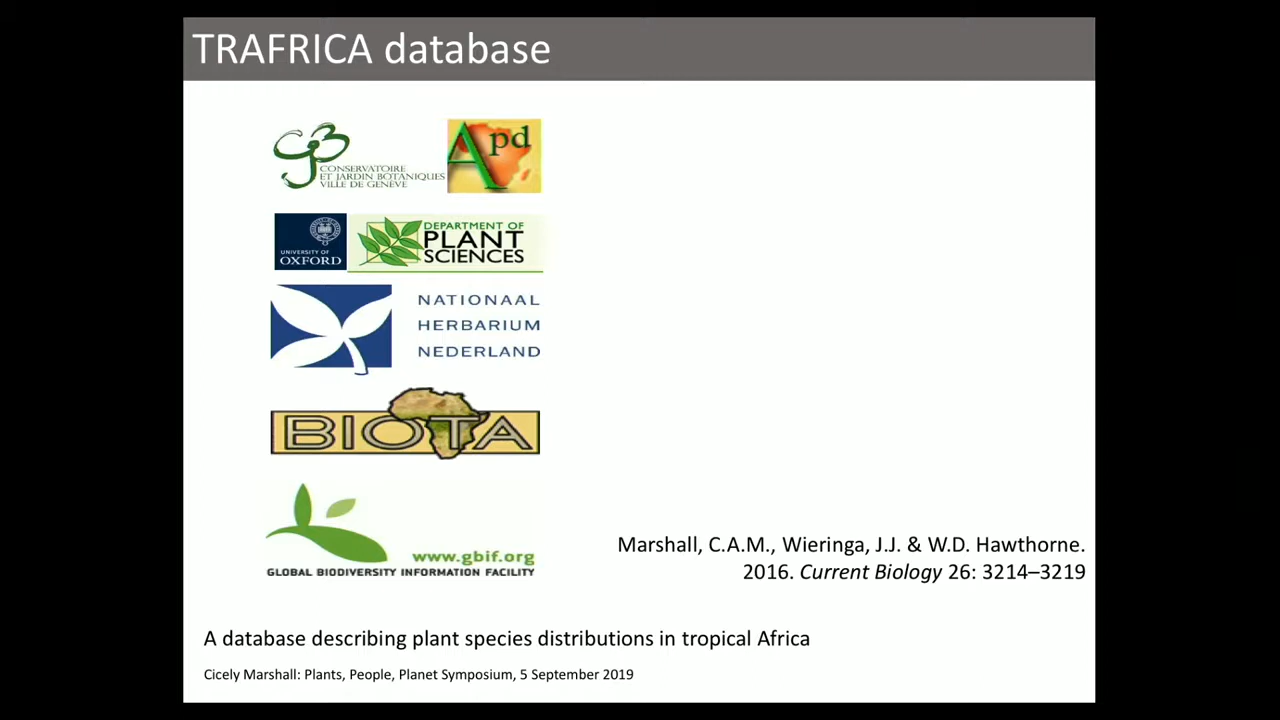 TRAFRICA database
CONSERVATOIRE
ET JARDIN BOTANIQUES
VILLE DE GENÈVE
Apd
UNIVERSITY OF
OXFORD
DEPARTMENT OF
PLANT
SCIENCES
NATIONAAL
HERBARIUM
NEDERLAND
BIOTA
www.gbif.org
GLOBAL BIODIVERSITY INFORMATION FACILITY
Marshall, C.A.M., Wieringa, J.J. & W.D. Hawthorne.
2016. Current Biology 26: 3214–3219
A database describing plant species distributions in tropical Africa
Cicely Marshall: Plants, People, Planet Symposium, 5 September 2019